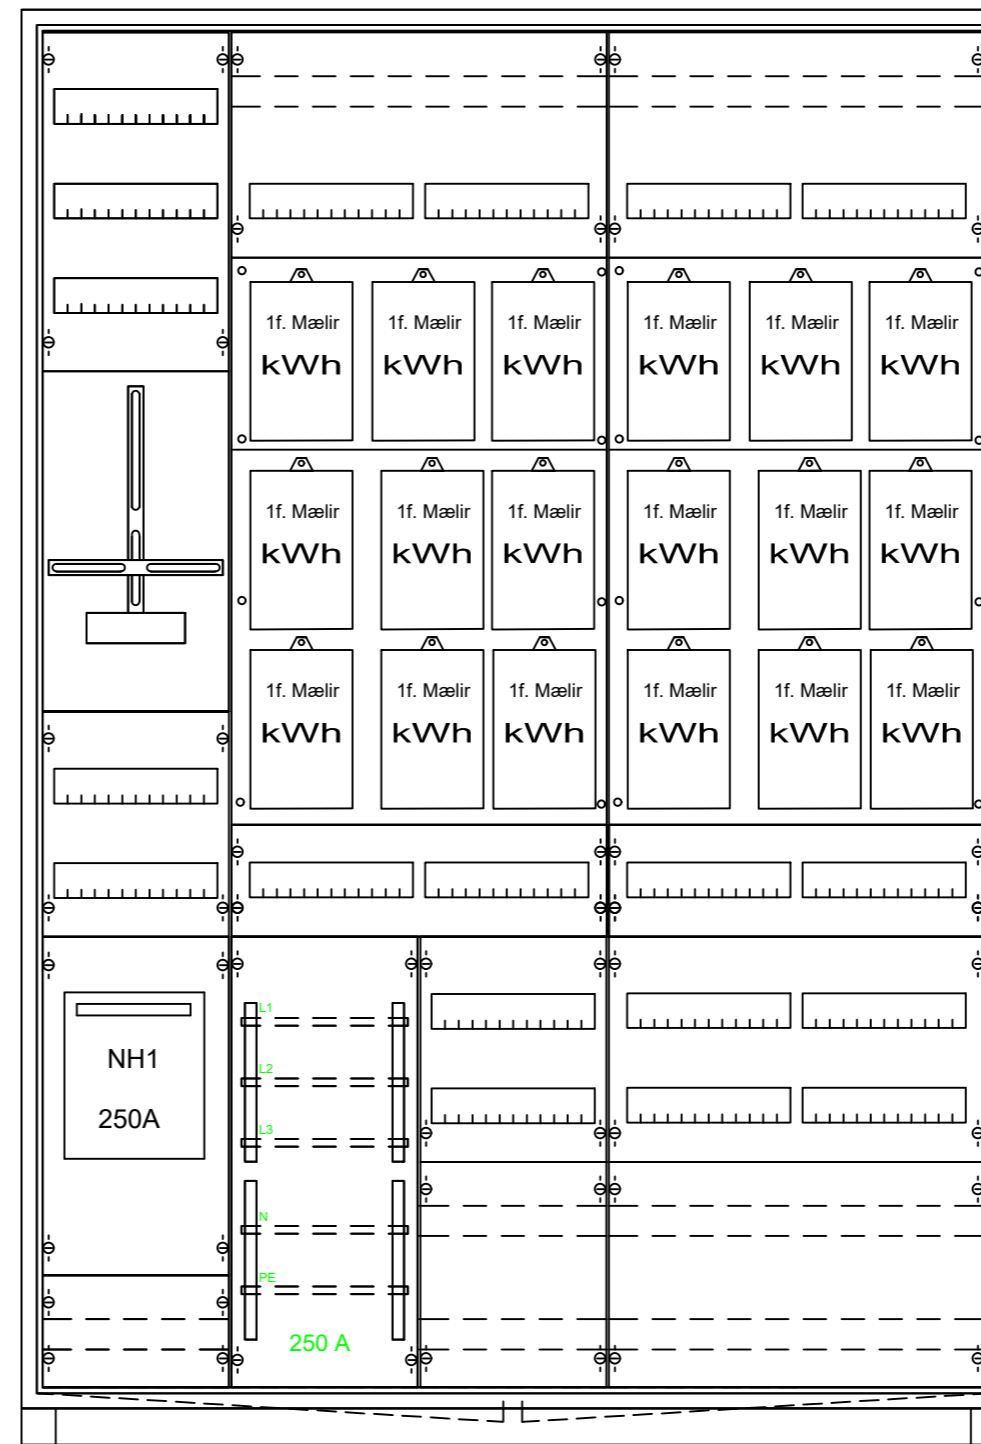 1f. Mælir 1f. Mælir 1f. Mælir 1f. Mælir 1f. Mælir 1f. Mælir
kWh kWh kWh kWh kWh kWh
1f. Mælir 1f. Mælir 1f. Mælir 1f. Mælir 1f. Mælir 1f. Mælir
kWh kWh kWh kWh kWh kWh
1f. Mælir 1f. Mælir 1f. Mælir 1f. Mælir 1f. Mælir 1f. Mælir
kWh kWh kWh kWh kWh kWh
NH1
250A
L1
L2
L3
N
PE
250 A